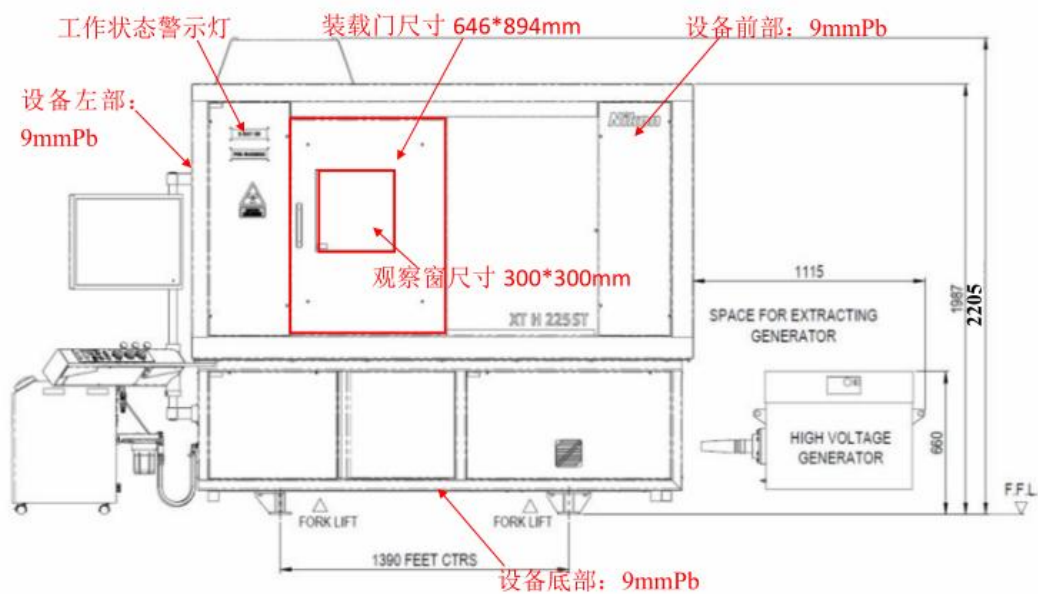 工作状态警示灯
装载门尺寸 646*894mm
设备前部：9mmPb
设备左部：
9mmPb
Nikon
观察窗尺寸 300*300mm
XT H 225ST
1115
SPACE FOR EXTRACTING
GENERATOR
1987
2205
HIGH VOLTAGE
GENERATOR
660
F.F.L.
FORK LIFT
FORK LIFT
1390 FEET CTRS
设备底部：9mmPb